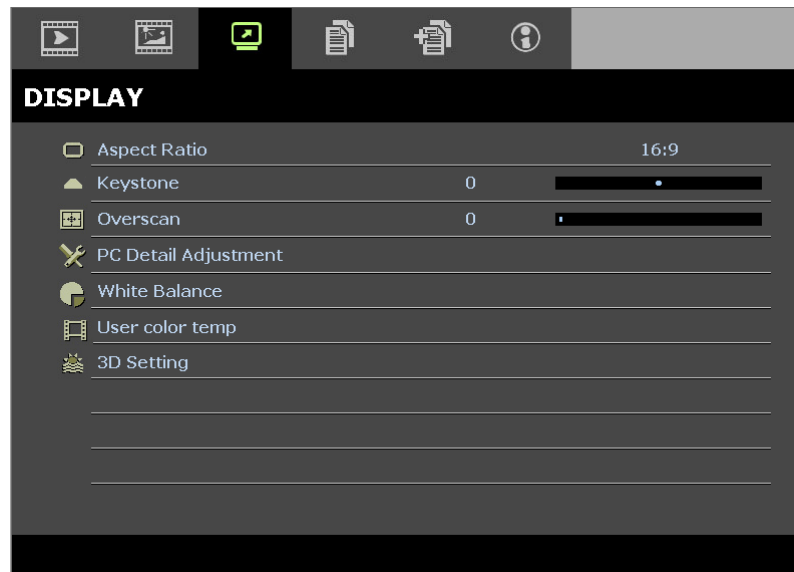 DISPLAY
Aspect Ratio 16:9
Keystone 0
Overscan 0
PC Detail Adjustment
White Balance
User color temp
3D Setting